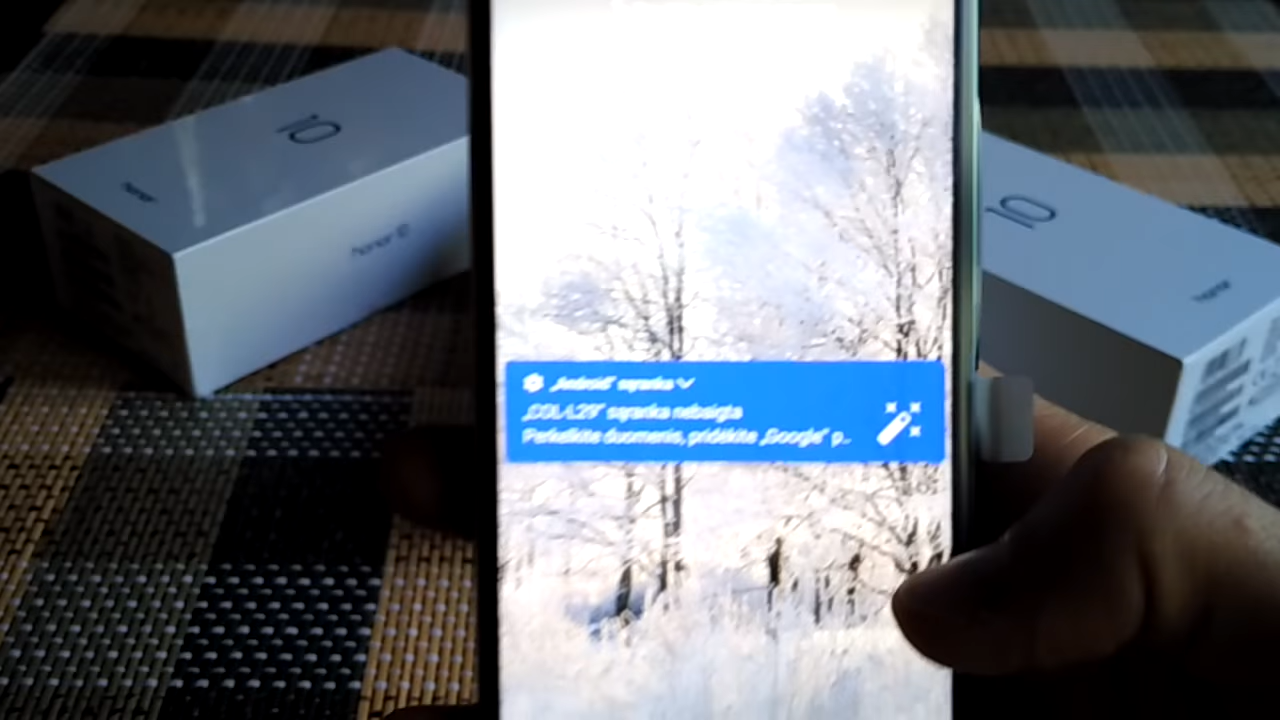 10
honor
honor 10
„Android“ sąranka
„COL-L29“ sąranka nebaigta
Perkelkite duomenis, pridėkite „Google“ p...
10
honor